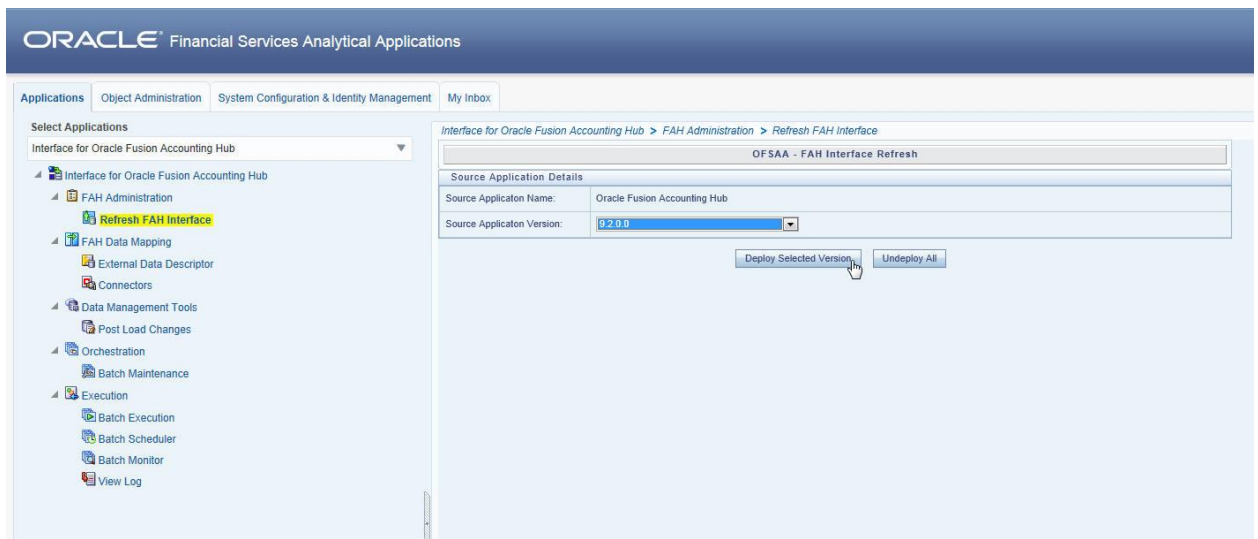 ORACLE® Financial Services Analytical Applications
Applications Object Administration System Configuration & Identity Management My Inbox
Select Applications
Interface for Oracle Fusion Accounting Hub
Interface for Oracle Fusion Accounting Hub
FAH Administration
Refresh FAH Interface
FAH Data Mapping
External Data Descriptor
Connectors
Data Management Tools
Post Load Changes
Orchestration
Batch Maintenance
Execution
Batch Execution
Batch Scheduler
Batch Monitor
View Log
Interface for Oracle Fusion Accounting Hub > FAH Administration > Refresh FAH Interface
OFSAA - FAH Interface Refresh
Source Application Details
Source Applicaton Name: Oracle Fusion Accounting Hub
Source Applicaton Version: 9.2.0.0
Deploy Selected Version Undeploy All